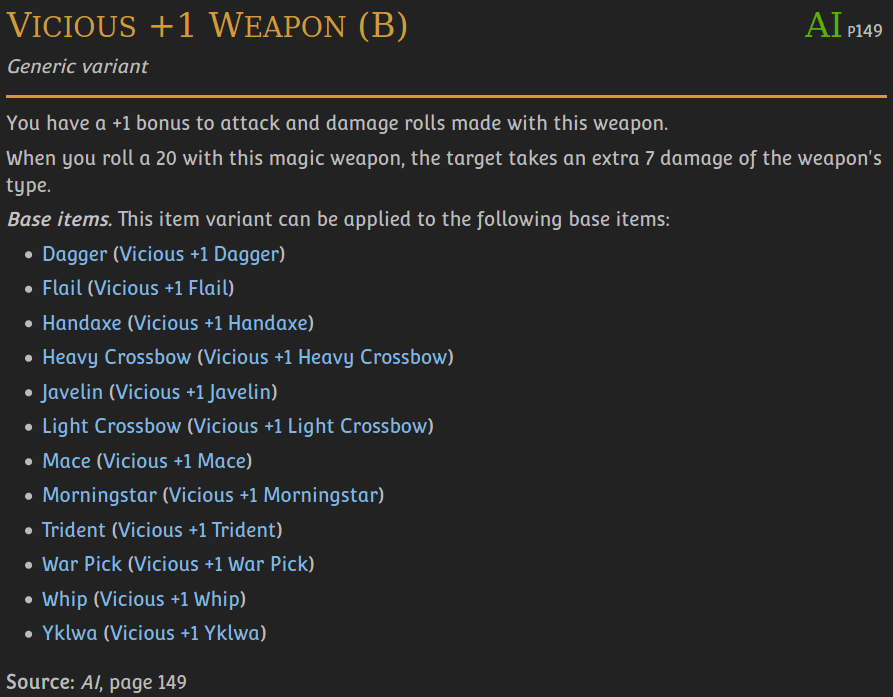 VICIOUS +1 WEAPON (B)
AI P149
Generic variant
You have a +1 bonus to attack and damage rolls made with this weapon.
When you roll a 20 with this magic weapon, the target takes an extra 7 damage of the weapon's
type.
Base items. This item variant can be applied to the following base items:
• Dagger (Vicious +1 Dagger)
• Flail (Vicious +1 Flail)
• Handaxe (Vicious +1 Handaxe)
• Heavy Crossbow (Vicious +1 Heavy Crossbow)
• Javelin (Vicious +1 Javelin)
• Light Crossbow (Vicious +1 Light Crossbow)
• Mace (Vicious +1 Mace)
• Morningstar (Vicious +1 Morningstar)
• Trident (Vicious +1 Trident)
• War Pick (Vicious +1 War Pick)
• Whip (Vicious +1 Whip)
• Yklwa (Vicious +1 Yklwa)
Source: AI, page 149